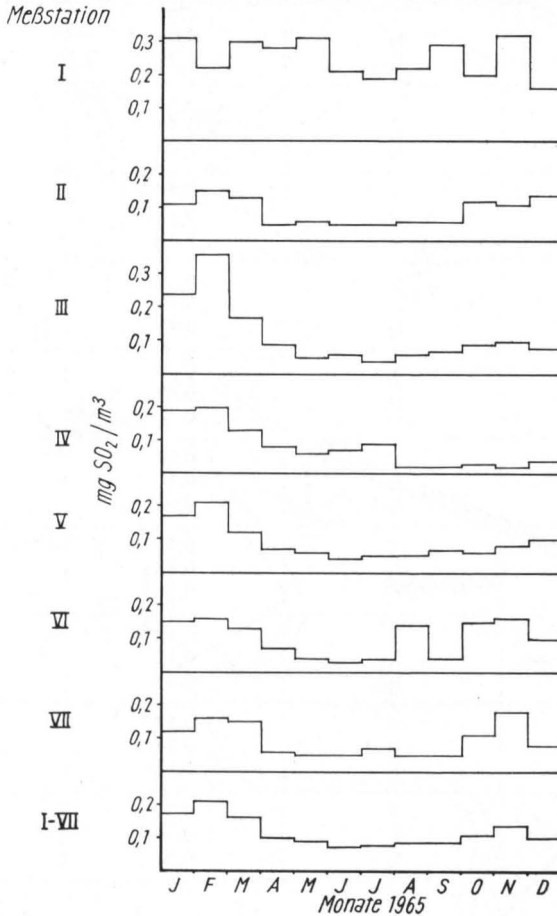 Meßstation
I
0,3
0,2
0,1
II
0,2
0,1
III
0,3
0,2
0,1
IV
0,2
0,1
mg SO₂/m³
V
0,2
0,1
VI
0,2
0,1
VII
0,2
0,1
I-VII
0,2
0,1
J F M A M J J A S O N D
Monate 1965